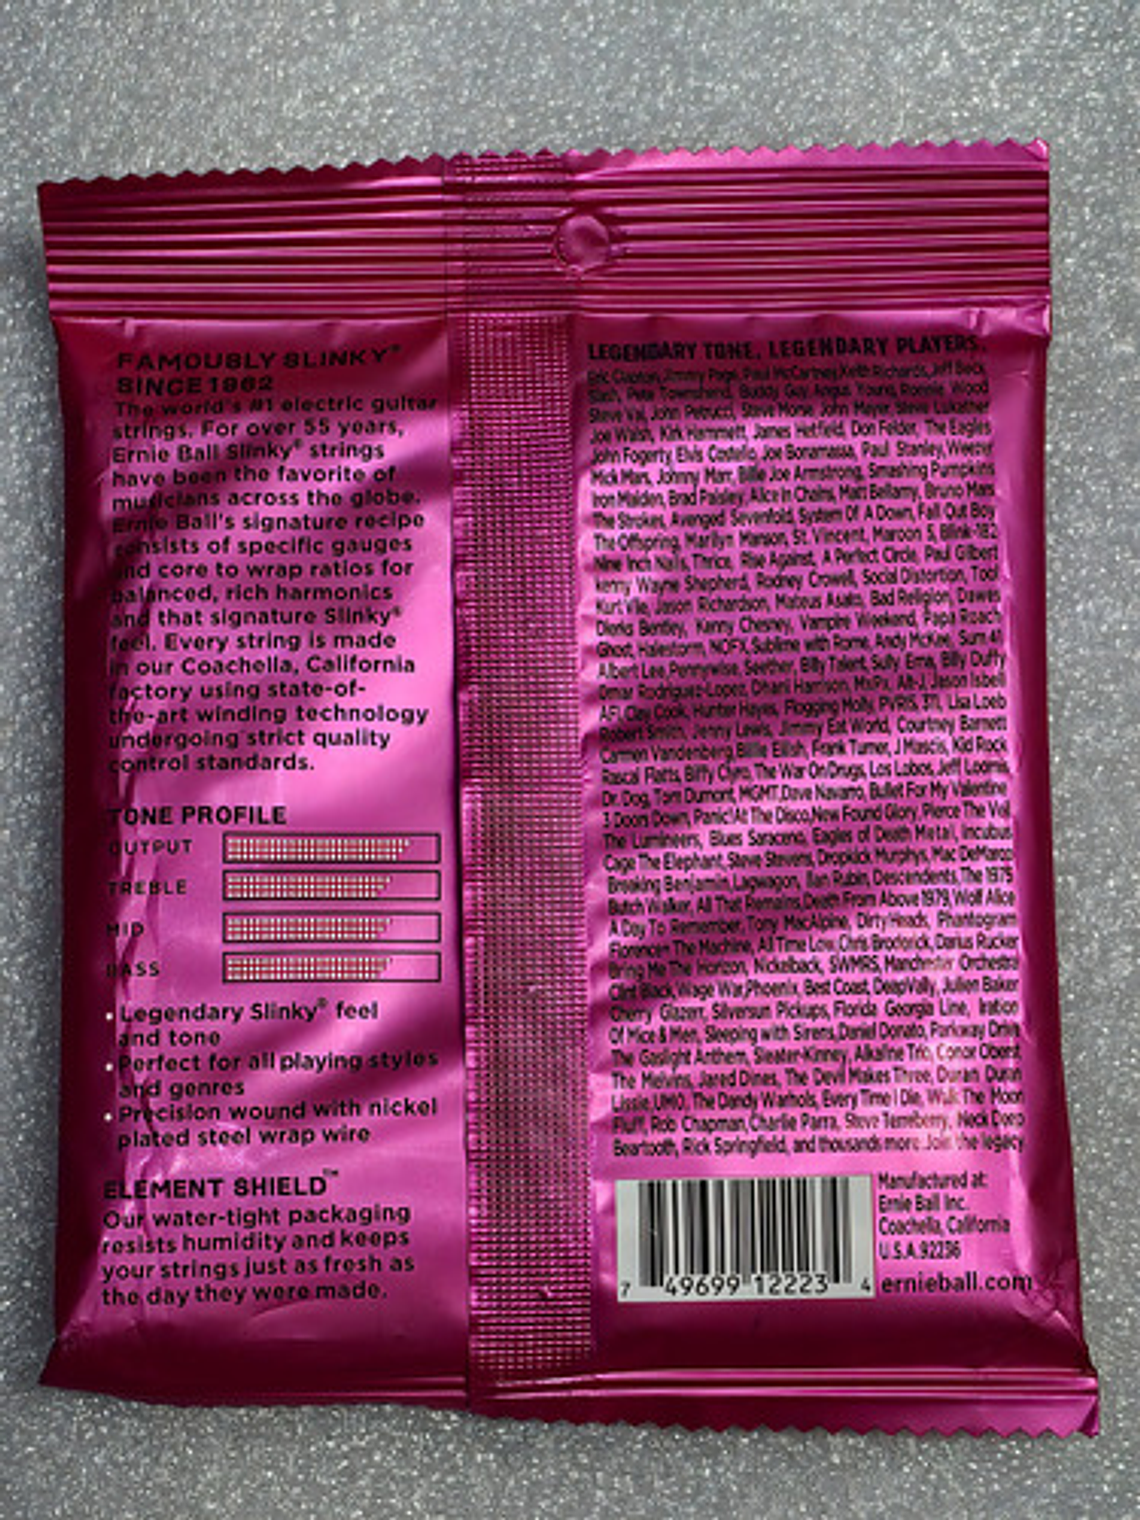 FAMOUSLY SLINKY®
SINCE 1962
The world's #1 electric guitar
strings. For over 55 years,
Ernie Ball Slinky® strings
have been the favorite of
musicians across the globe.
Ernie Ball's signature recipe
consists of specific gauges
and core to wrap ratios for
balanced, rich harmonics
and that signature Slinky®
feel. Every string is made
in our Coachella, California
factory using state-of-
the-art winding technology
undergoing strict quality
control standards.
TONE PROFILE
OUTPUT
TREBLE
MID
BASS
• Legendary Slinky® feel
and tone
• Perfect for all playing styles
and genres
• Precision wound with nickel
plated steel wrap wire
ELEMENT SHIELD™
Our water-tight packaging
resists humidity and keeps
your strings just as fresh as
the day they were made.
LEGENDARY TONE, LEGENDARY PLAYERS.
Eric Clapton, Jimmy Page, Paul McCartney, Keith Richards, Jeff Beck,
Slash, Pete Townshend, Buddy Guy, Angus Young, Ronnie Wood
Steve Vai, John Petrucci, Steve Morse, John Mayer, Steve Lukather
Joe Walsh, Kirk Hammett, James Hetfield, Don Felder, The Eagles
John Fogerty, Elvis Costello, Joe Bonamassa, Paul Stanley, Weezer
Mick Mars, Johnny Marr, Billie Joe Armstrong, Smashing Pumpkins
Iron Maiden, Brad Paisley, Alice In Chains, Matt Bellamy, Bruno Mars
The Strokes, Avenged Sevenfold, System Of A Down, Fall Out Boy
The Offspring, Marilyn Manson, St. Vincent, Maroon 5, Blink-182
Nine Inch Nails, Thrice, Rise Against, A Perfect Circle, Paul Gilbert
Kenny Wayne Shepherd, Rodney Crowell, Social Distortion, Tool
Kurt Vile, Jason Richardson, Mateus Asato, Bad Religion, Dawes
Dierks Bentley, Kenny Chesney, Vampire Weekend, Papa Roach
Ghost, Halestorm, NOFX, Sublime with Rome, Andy McKee, Sum 41
Albert Lee, Pennywise, Seether, Billy Talent, Sully Erna, Billy Duffy
Omar Rodriguez-Lopez, Dhani Harrison, MxPx, Alt-J, Jason Isbell
AFI, Clay Cook, Hunter Hayes, Flogging Molly, PVRIS, 311, Lisa Loeb
Robert Smith, Jenny Lewis, Jimmy Eat World, Courtney Barnett
Carmen Vandenberg, Billie Eilish, Frank Turner, J Mascis, Kid Rock
Rascal Flatts, Biffy Clyro, The War On Drugs, Los Lobos, Jeff Loomis,
Dr. Dog, Tom Dumont, MGMT, Dave Navarro, Bullet For My Valentine
3 Doors Down, Panic! At The Disco, New Found Glory, Pierce The Veil,
The Lumineers, Blues Saraceno, Eagles of Death Metal, Incubus
Cage The Elephant, Steve Stevens, Dropkick Murphys, Mac DeMarco
Breaking Benjamin, Lagwagon, Ilan Rubin, Descendents, The 1975
Butch Walker, All That Remains, Death From Above 1979, Wolf Alice
A Day To Remember, Tony MacAlpine, Dirty Heads, Phantogram
Florence+ The Machine, All Time Low, Chris Broderick, Darius Rucker
Bring Me The Horizon, Nickelback, SWMRS, Manchester Orchestra
Clint Black, Wage War, Phoenix, Best Coast, DeapVally, Julien Baker
Cherry Glazerr, Silversun Pickups, Florida Georgia Line, Iration
Of Mice & Men, Sleeping with Sirens, Daniel Donato, Parkway Drive
The Gaslight Anthem, Sleater-Kinney, Alkaline Trio, Conor Oberst,
The Melvins, Jared Dines, The Devil Makes Three, Duran Duran
Lissie, UMO, The Dandy Warhols, Every Time I Die, Walk The Moon
Fluff, Rob Chapman, Charlie Parra, Steve Terreberry, Neck Deep
Beartooth, Rick Springfield, and thousands more. Join the legacy
7 49699 12223 4
Manufactured at:
Ernie Ball Inc.
Coachella, California
U.S.A. 92236
ernieball.com